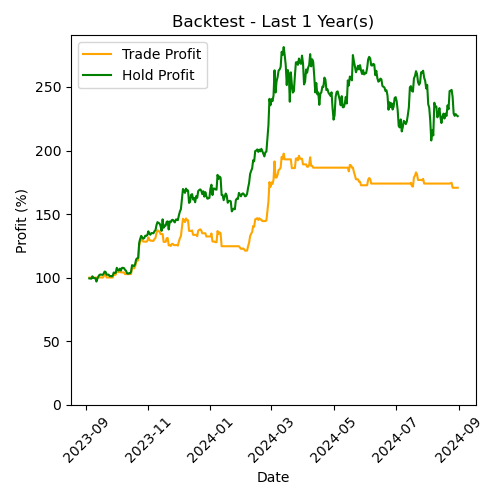 Backtest - Last 1 Year(s)
Trade Profit
Hold Profit
Profit (%)
250
200
150
100
50
0
2023-09
2023-11
2024-01
2024-03
2024-05
2024-07
2024-09
Date